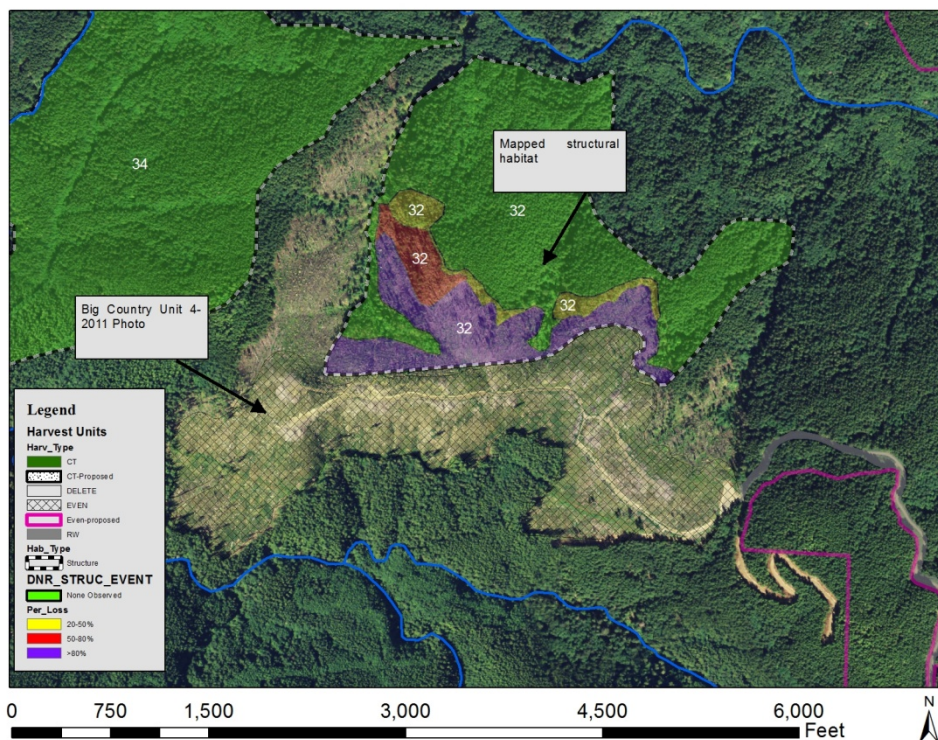 34
32
32
32
32
32
Mapped structural
habitat
Big Country Unit 4-
2011 Photo
Legend
Harvest Units
Harv_Type
CT
CT-Proposed
DELETE
EVEN
Even-proposed
RW
Hab_Type
Structure
DNR_STRUC_EVENT
None Observed
Per_Loss
20-50%
50-80%
>80%
0 750 1,500 3,000 4,500 6,000
Feet
N